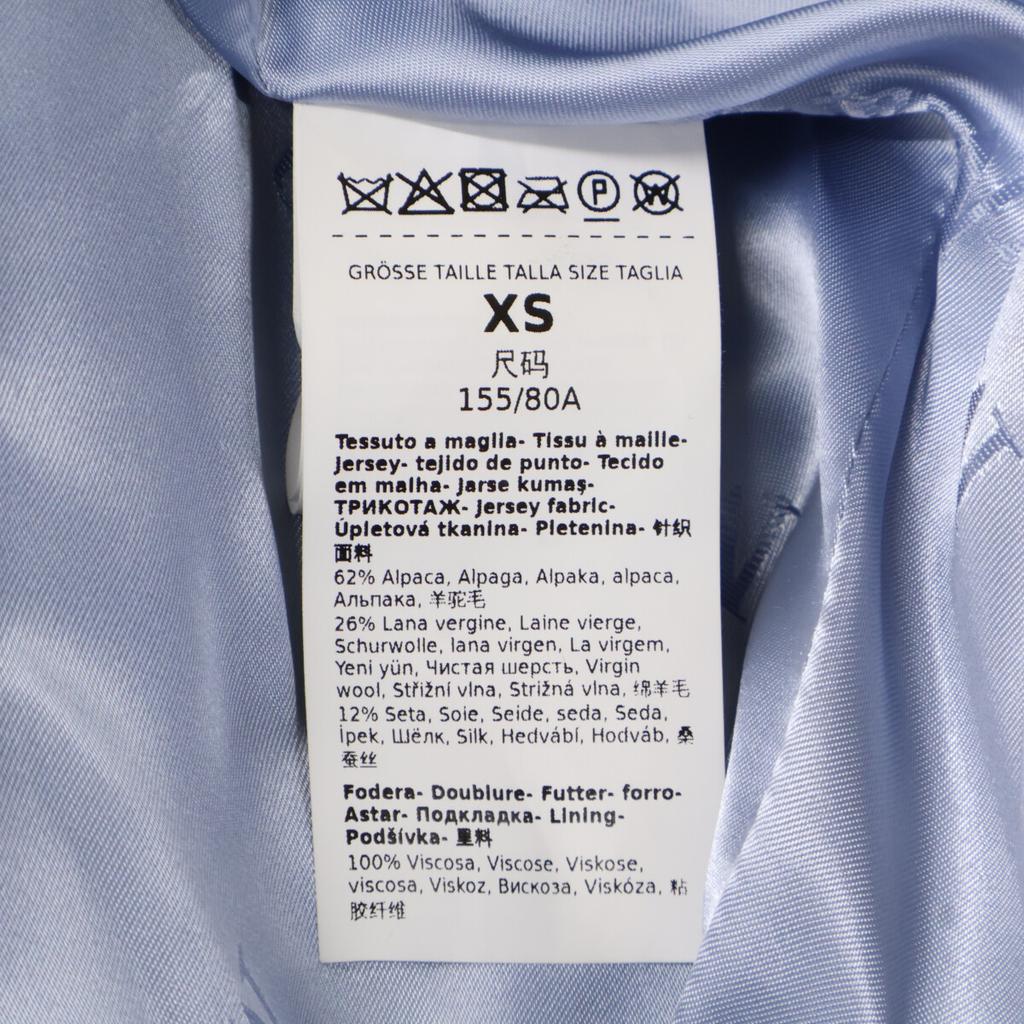 GRÖSSE TAILLE TALLA SIZE TAGLIA
XS
尺码
155/80A
Tessuto a maglia- Tissu à maille-
Jersey- tejido de punto- Tecido
em malha- Jarse kumaş-
ТРИКОТАЖ- Jersey fabric-
Úpletová tkanina- Pletenina- 针织
面料
62% Alpaca, Alpaga, Alpaka, alpaca,
Альпака, 羊驼毛
26% Lana vergine, Laine vierge,
Schurwolle, lana virgen, La virgem,
Yeni yün, Чистая шерсть, Virgin
wool, Střižní vlna, Strižná vlna, 绵羊毛
12% Seta, Soie, Seide, seda, Seda,
İpek, Шёлк, Silk, Hedvábí, Hodváb, 桑
蚕丝
Fodera- Doublure- Futter- forro-
Astar- Подкладка- Lining-
Podšívka- 里料
100% Viscosa, Viscose, Viskose,
viscosa, Viskoz, Вискоза, Viskóza, 粘
胶纤维